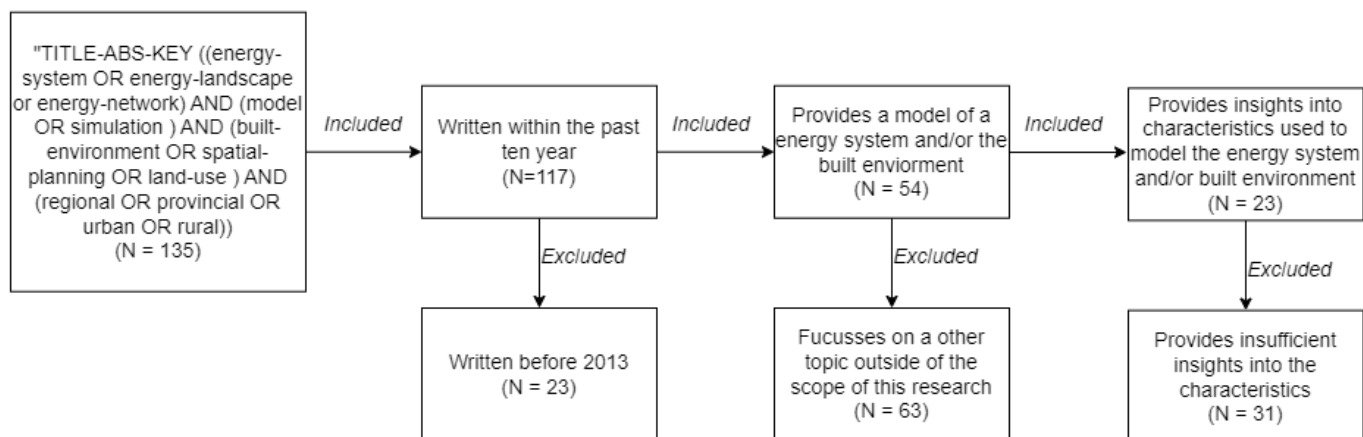 "TITLE-ABS-KEY ((energy-
system OR energy-landscape
or energy-network) AND (model
OR simulation ) AND (built-
environment OR spatial-
planning OR land-use ) AND
(regional OR provincial OR
urban OR rural))
(N = 135)
Included
Written within the past
ten year
(N=117)
Included
Provides a model of a
energy system and/or the
built enviorment
(N = 54)
Included
Provides insights into
characteristics used to
model the energy system
and/or built environment
(N = 23)
Excluded
Excluded
Excluded
Written before 2013
(N = 23)
Fucusses on a other
topic outside of the
scope of this research
(N = 63)
Provides insufficient
insights into the
characteristics
(N = 31)